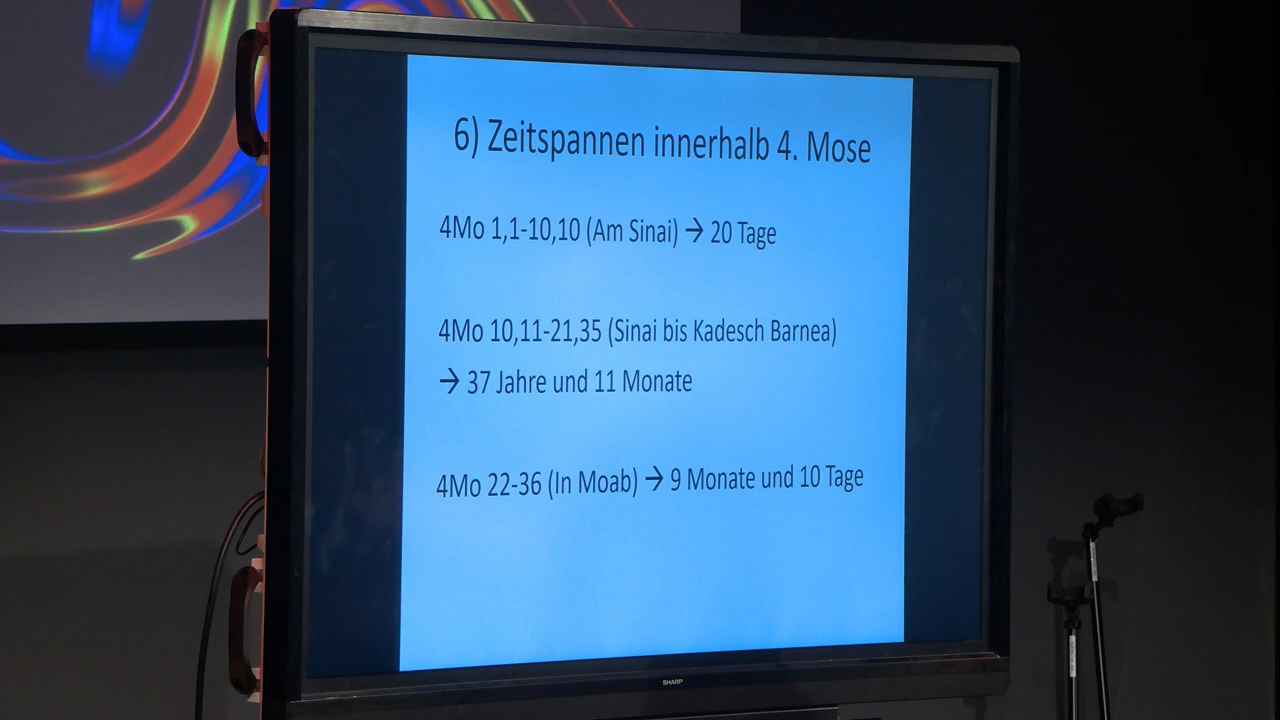 6) Zeitspannen innerhalb 4. Mose
4Mo 1,1-10,10 (Am Sinai) → 20 Tage
4Mo 10,11-21,35 (Sinai bis Kadesch Barnea)
→ 37 Jahre und 11 Monate
4Mo 22-36 (In Moab) → 9 Monate und 10 Tage
SHARP